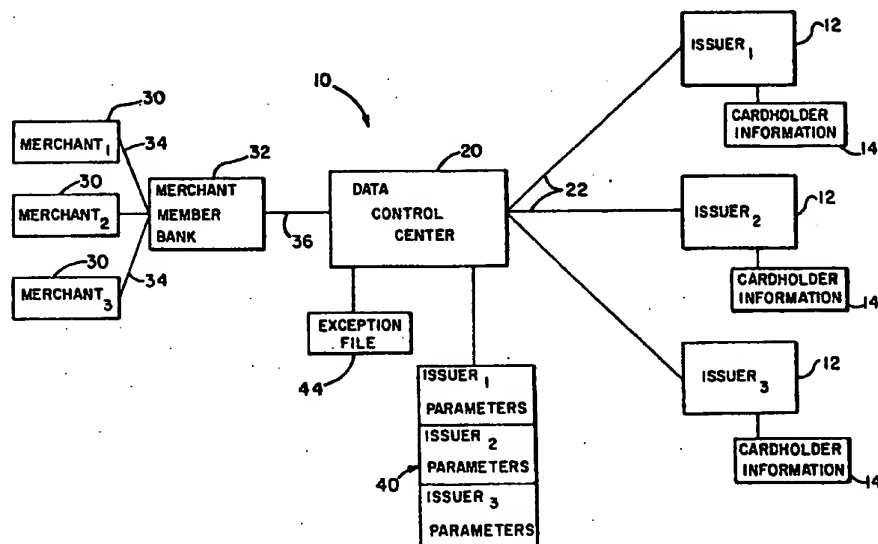 10
30
MERCHANT1
34
30
MERCHANT2
30
MERCHANT3
34
32
MERCHANT
MEMBER
BANK
36
20
DATA
CONTROL
CENTER
22
EXCEPTION
FILE
44
40
ISSUER1
PARAMETERS
ISSUER2
PARAMETERS
ISSUER3
PARAMETERS
12
ISSUER1
CARDHOLDER
INFORMATION
14
12
ISSUER2
CARDHOLDER
INFORMATION
14
12
ISSUER3
CARDHOLDER
INFORMATION
14